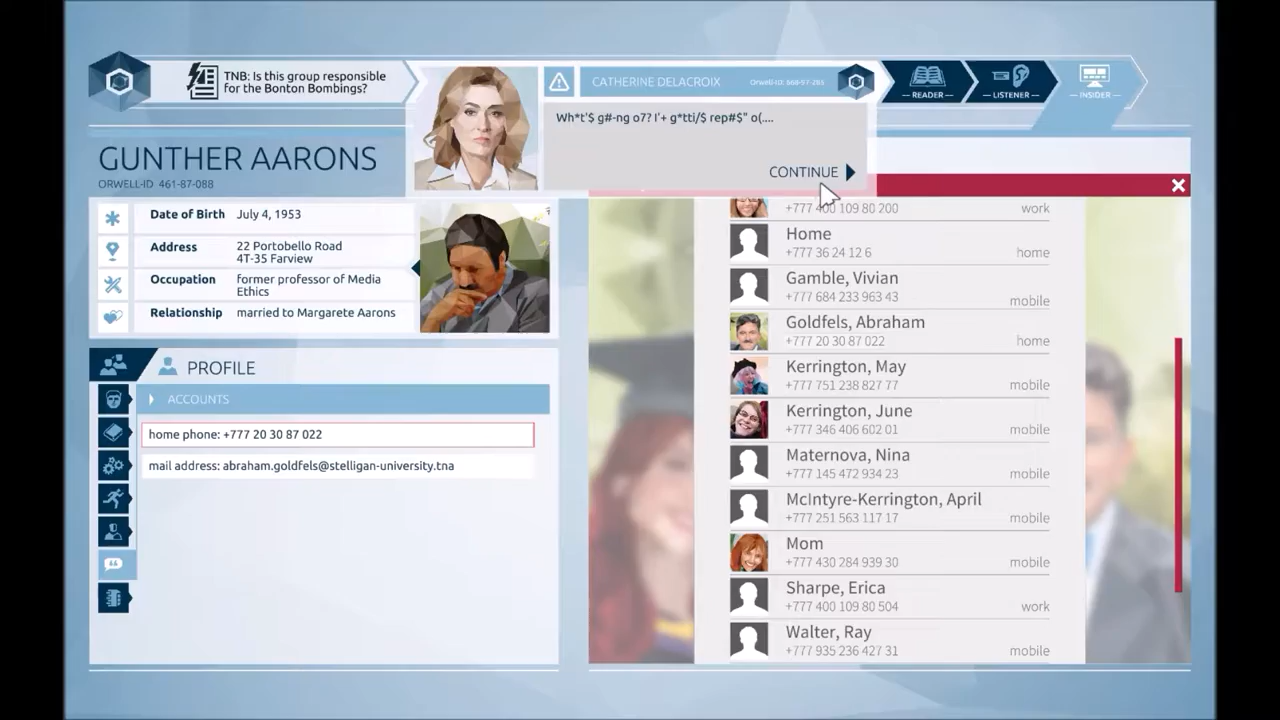 TNB: Is this group responsible
for the Bonton Bombings?
CATHERINE DELACROIX
Orwell-ID: 668-97-285
Wh*t'$ g#-ng o7? I'+ g*tti/$ rep#$" o(....
CONTINUE
— READER —
— LISTENER —
— INSIDER —
GUNTHER AARONS
ORWELL-ID 461-87-088
Date of Birth July 4, 1953
Address 22 Portobello Road
4T-35 Farview
Occupation former professor of Media
Ethics
Relationship married to Margarete Aarons
PROFILE
ACCOUNTS
home phone: +777 20 30 87 022
mail address: abraham.goldfels@stelligan-university.tna
+777 400 109 80 200 work
Home
+777 36 24 12 6 home
Gamble, Vivian
+777 684 233 963 43 mobile
Goldfels, Abraham
+777 20 30 87 022 home
Kerrington, May
+777 751 238 827 77 mobile
Kerrington, June
+777 346 406 602 01 mobile
Maternova, Nina
+777 145 472 934 23 mobile
McIntyre-Kerrington, April
+777 251 563 117 17 mobile
Mom
+777 430 284 939 30 mobile
Sharpe, Erica
+777 400 109 80 504 work
Walter, Ray
+777 935 236 427 31 mobile